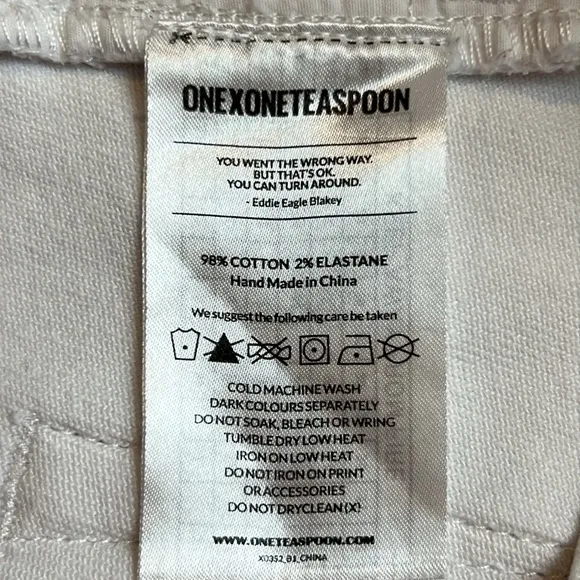 ONEXONETEASPOON
YOU WENT THE WRONG WAY.
BUT THAT'S OK.
YOU CAN TURN AROUND.
- Eddie Eagle Blakey
98% COTTON 2% ELASTANE
Hand Made in China
We suggest the following care be taken
COLD MACHINE WASH
DARK COLOURS SEPARATELY
DO NOT SOAK, BLEACH OR WRING
TUMBLE DRY LOW HEAT
IRON ON LOW HEAT
DO NOT IRON ON PRINT
OR ACCESSORIES
DO NOT DRYCLEAN (X)
WWW.ONETEASPOON.COM
X0352_B1_CHINA